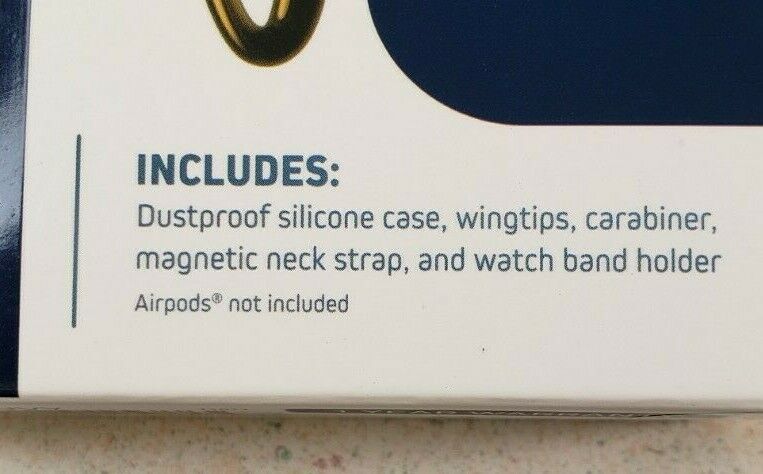 INCLUDES:
Dustproof silicone case, wingtips, carabiner,
magnetic neck strap, and watch band holder
Airpods® not included